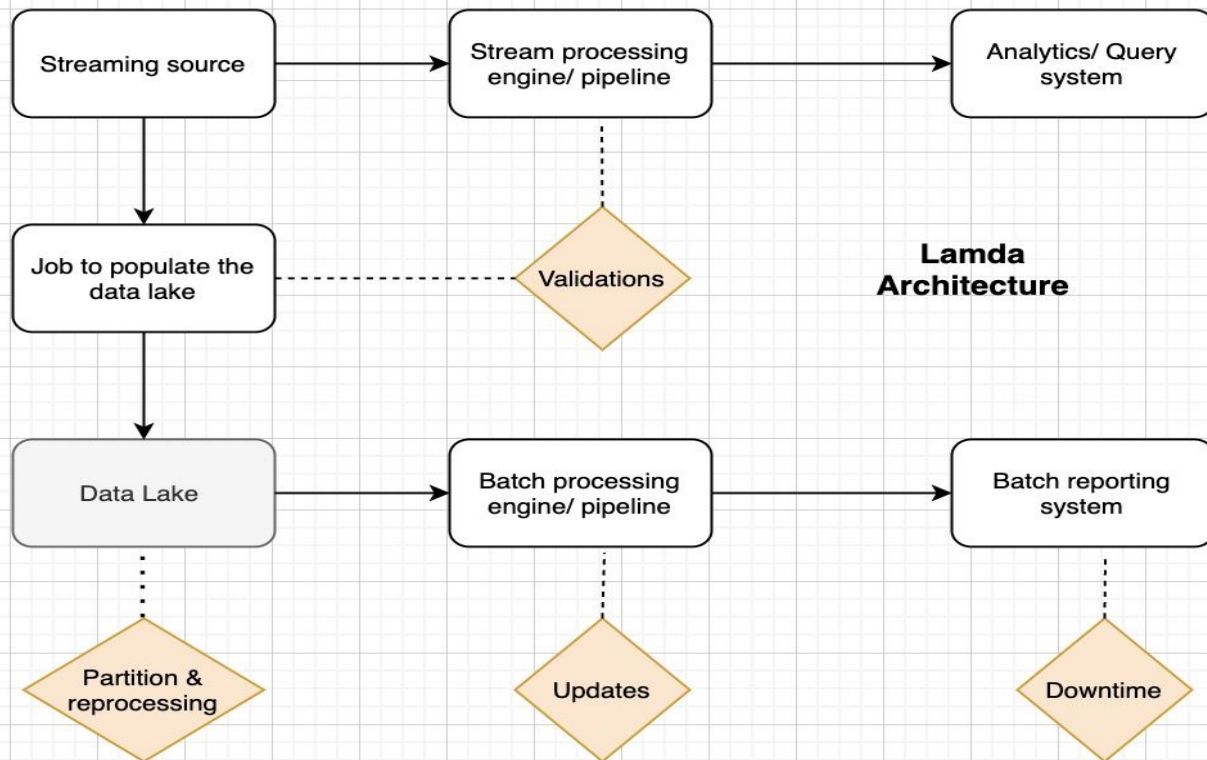 Streaming source
Stream processing
engine/ pipeline
Analytics/ Query
system
Job to populate the
data lake
Validations
Lamda
Architecture
Data Lake
Batch processing
engine/ pipeline
Batch reporting
system
Partition &
reprocessing
Updates
Downtime